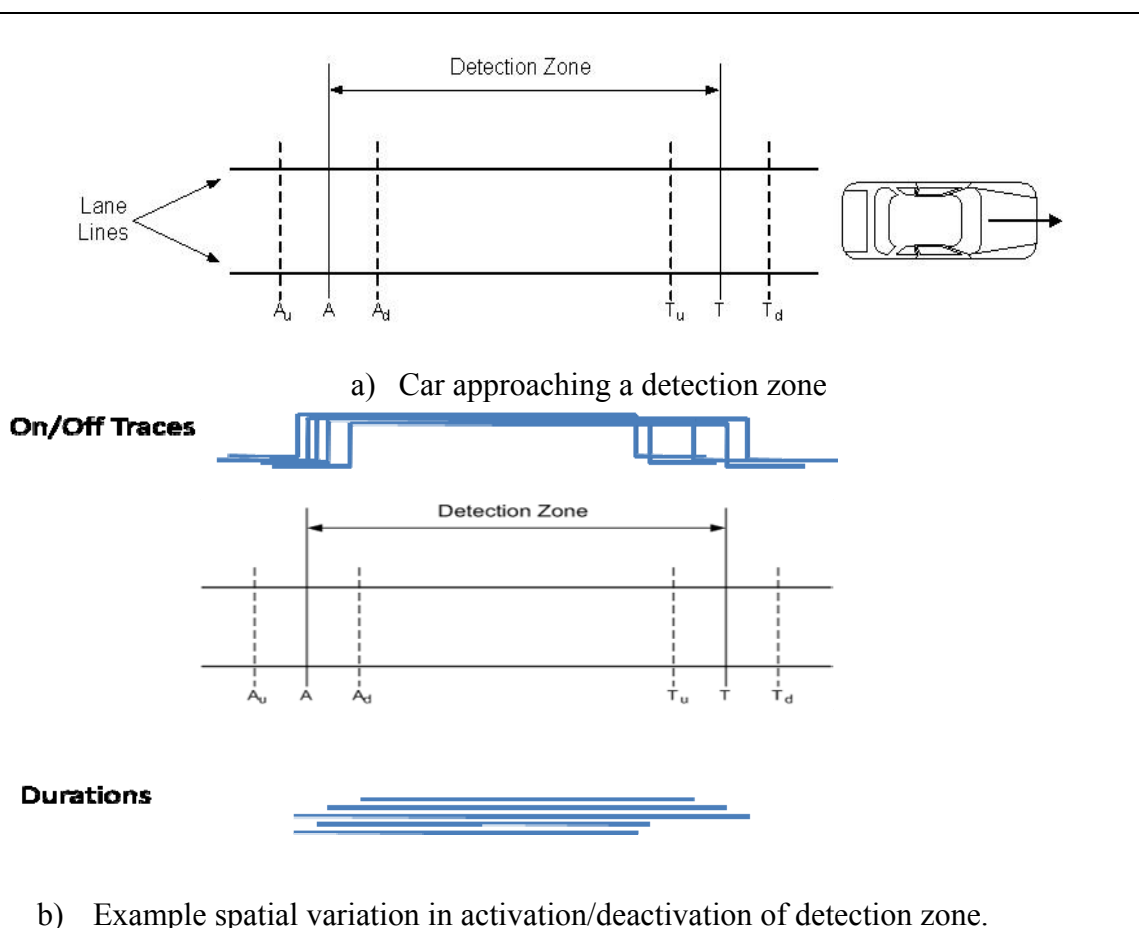 Detection Zone
Lane
Lines
Au A Ad Tu T Td
a) Car approaching a detection zone
On/Off Traces
Detection Zone
Au A Ad Tu T Td
Durations
b) Example spatial variation in activation/deactivation of detection zone.